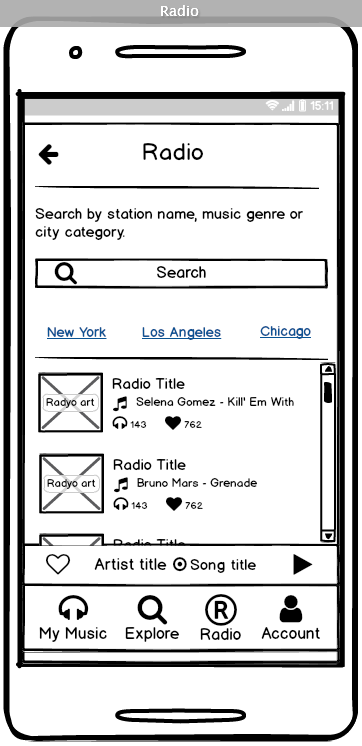 Radio
15:11
Radio
Search by station name, music genre or
city category.
Search
New York Los Angeles Chicago
Radio Title
Radyo art
Selena Gomez - Kill' Em With
143 762
Radio Title
Radyo art
Bruno Mars - Grenade
143 762
Radio Title
Artist title Song title
My Music Explore R Radio Account